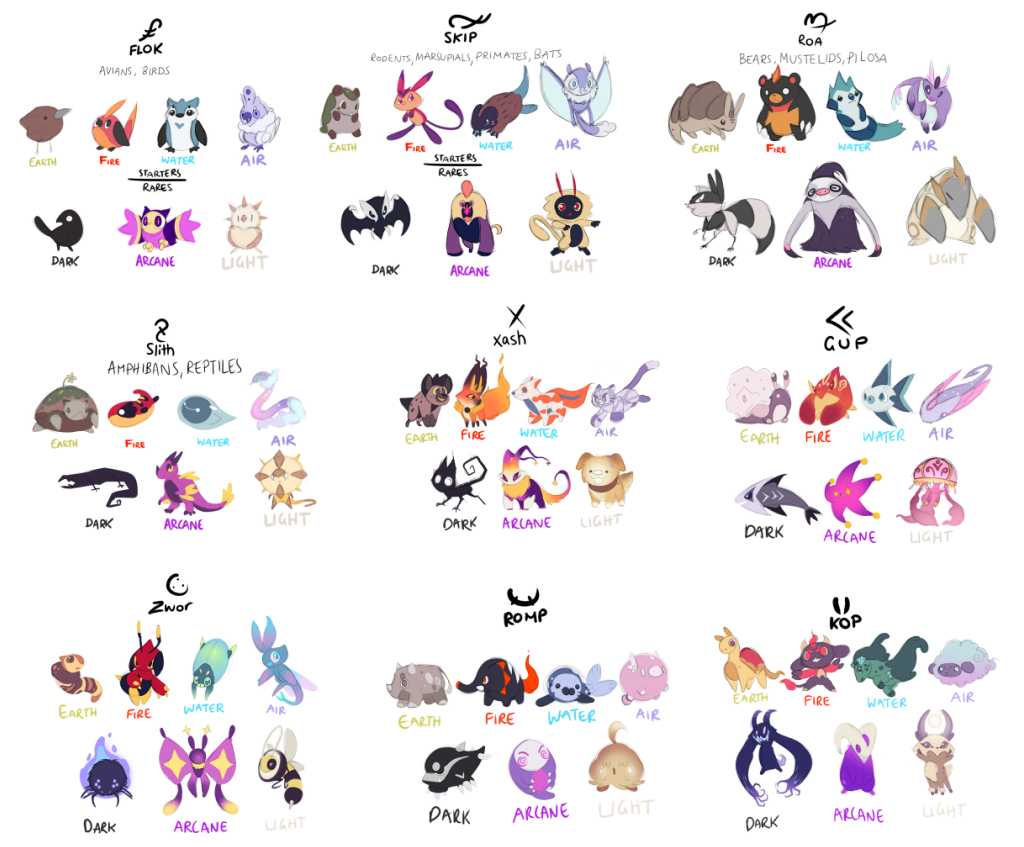 FLOK
AVIANS, BIRDS
EARTH
FIRE
WATER
AIR
STARTERS
RARES
DARK
ARCANE
LIGHT
SKIP
RODENTS, MARSUPIALS, PRIMATES, BATS
EARTH
FIRE
WATER
AIR
STARTERS
RARES
DARK
ARCANE
LIGHT
ROA
BEARS, MUSTELIDS, PILOSA
EARTH
FIRE
WATER
AIR
DARK
ARCANE
LIGHT
Slith
AMPHIBANS, REPTILES
EARTH
FIRE
WATER
AIR
DARK
ARCANE
LIGHT
Xash
EARTH
FIRE
WATER
AIR
DARK
ARCANE
LIGHT
GUP
EARTH
FIRE
WATER
AIR
DARK
ARCANE
LIGHT
Zwor
EARTH
FIRE
WATER
AIR
DARK
ARCANE
LIGHT
ROMP
EARTH
FIRE
WATER
AIR
DARK
ARCANE
LIGHT
KOP
EARTH
FIRE
WATER
AIR
DARK
ARCANE
LIGHT